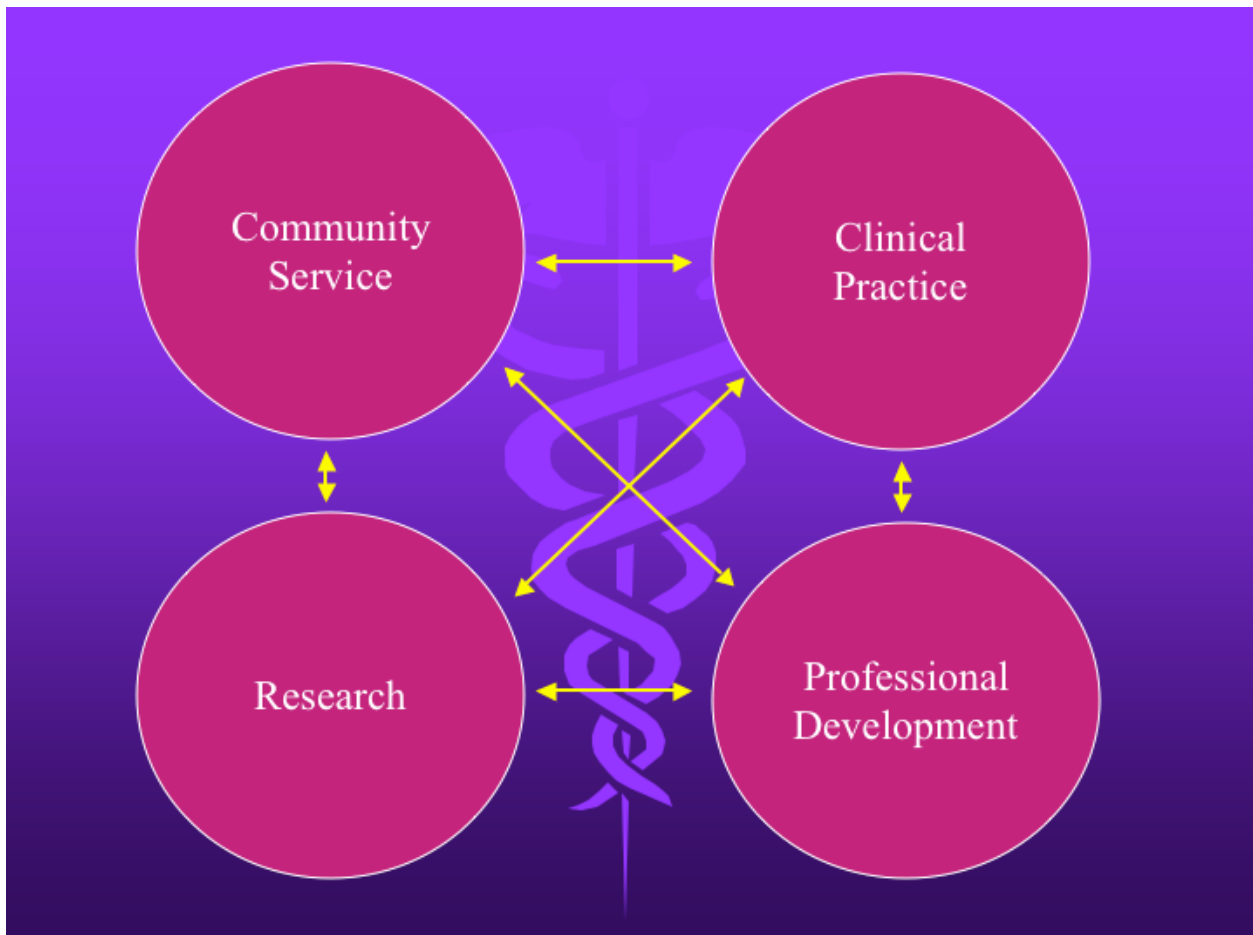 Community
Service
Clinical
Practice
Research
Professional
Development